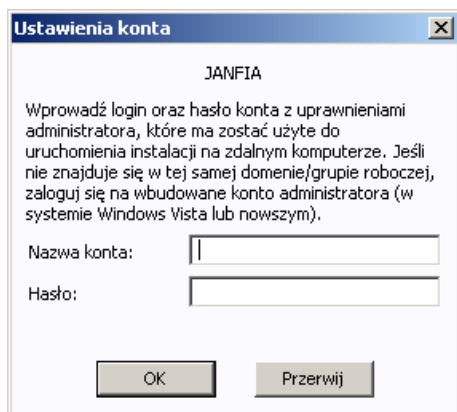 Ustawienia konta
JANFIA
Wprowadź login oraz hasło konta z uprawnieniami
administratora, które ma zostać użyte do
uruchomienia instalacji na zdalnym komputerze. Jeśli
nie znajduje się w tej samej domenie/grupie roboczej,
zaloguj się na wbudowane konto administratora (w
systemie Windows Vista lub nowszym).
Nazwa konta:
Hasło:
OK Przerwij